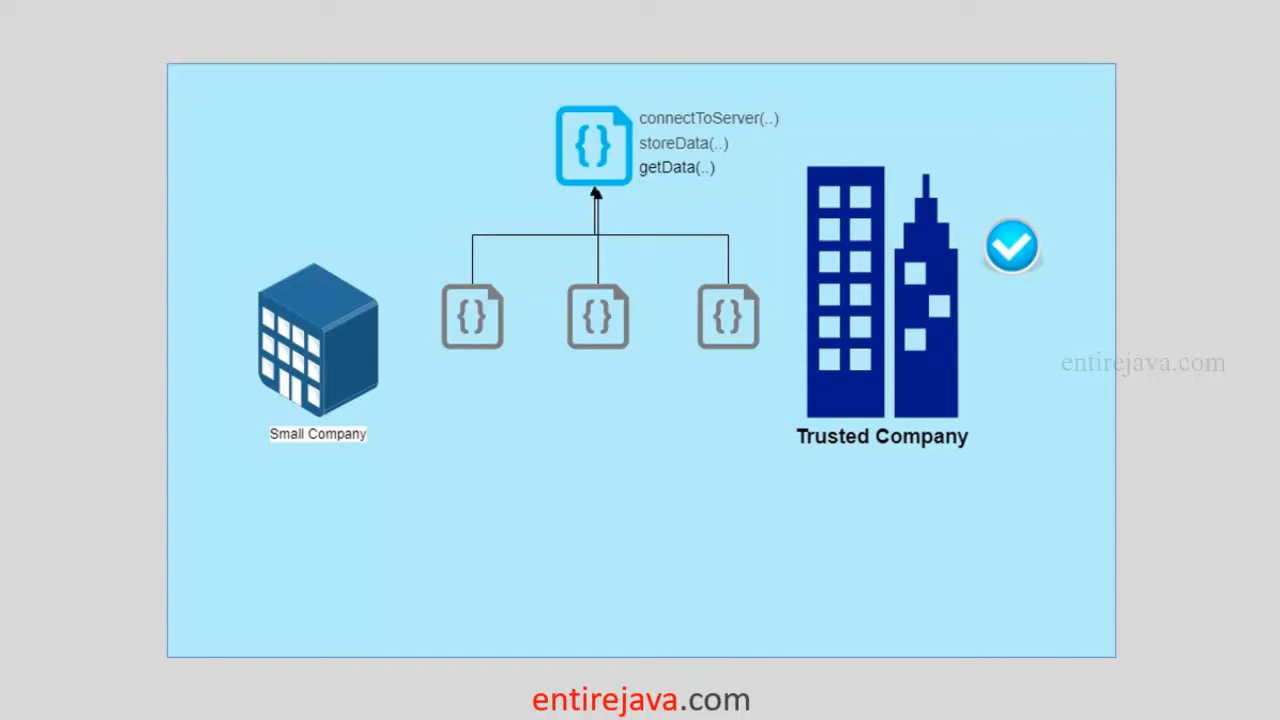 connectToServer(..)
storeData(..)
getData(..)
entirejava.com
Small Company
Trusted Company
entirejava.com